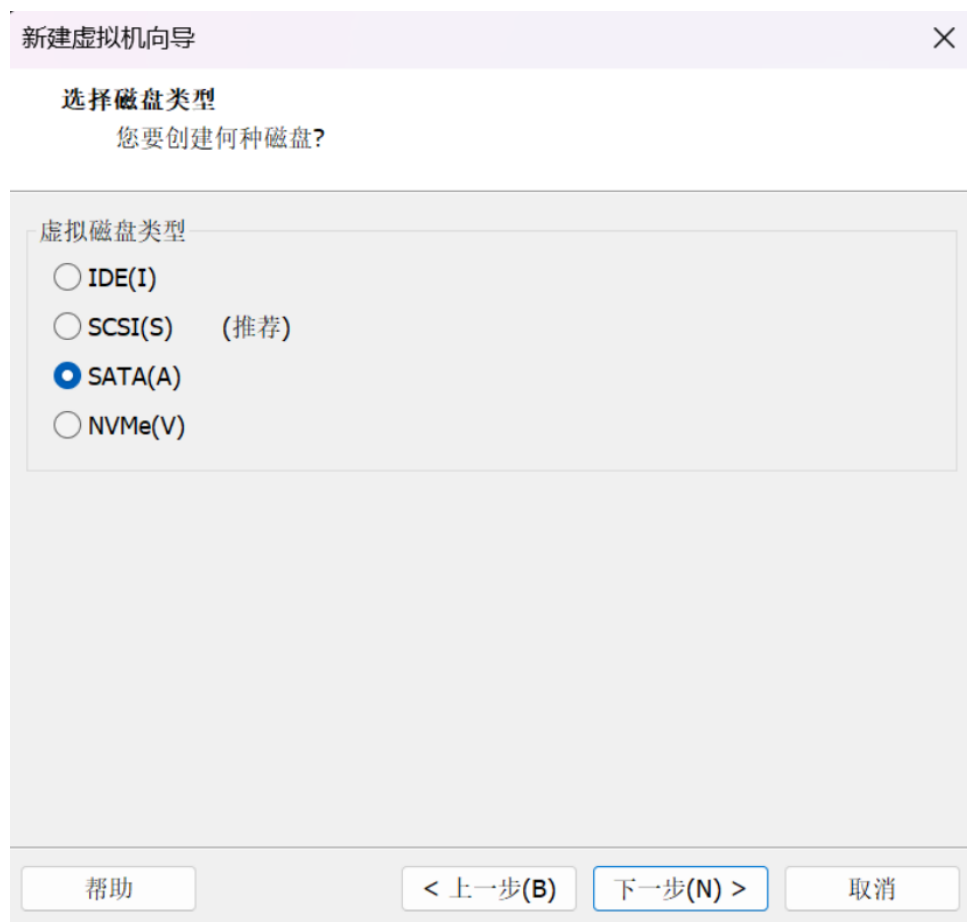 新建虚拟机向导
选择磁盘类型
您要创建何种磁盘?
虚拟磁盘类型
IDE(I)
SCSI(S) (推荐)
SATA(A)
NVMe(V)
帮助 < 上一步(B) 下一步(N) > 取消